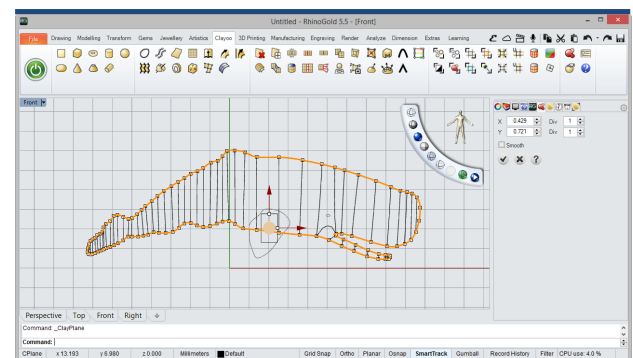 Untitled - RhinoGold 5.5 - [Front]
File Drawing Modelling Transform Gems Jewellery Artistics Clayoo 3D Printing Manufacturing Engraving Render Analyze Dimension Extras Learning
Front
X 0.429 Div 1
Y 0.721 Div 1
Smooth
Perspective Top Front Right
Command: _ClayPlane
Command:
CPlane x 13.193 y 6.980 z 0.000 Millimeters Default Grid Snap Ortho Planar Osnap SmartTrack Gumball Record History Filter CPU use: 4.0 %